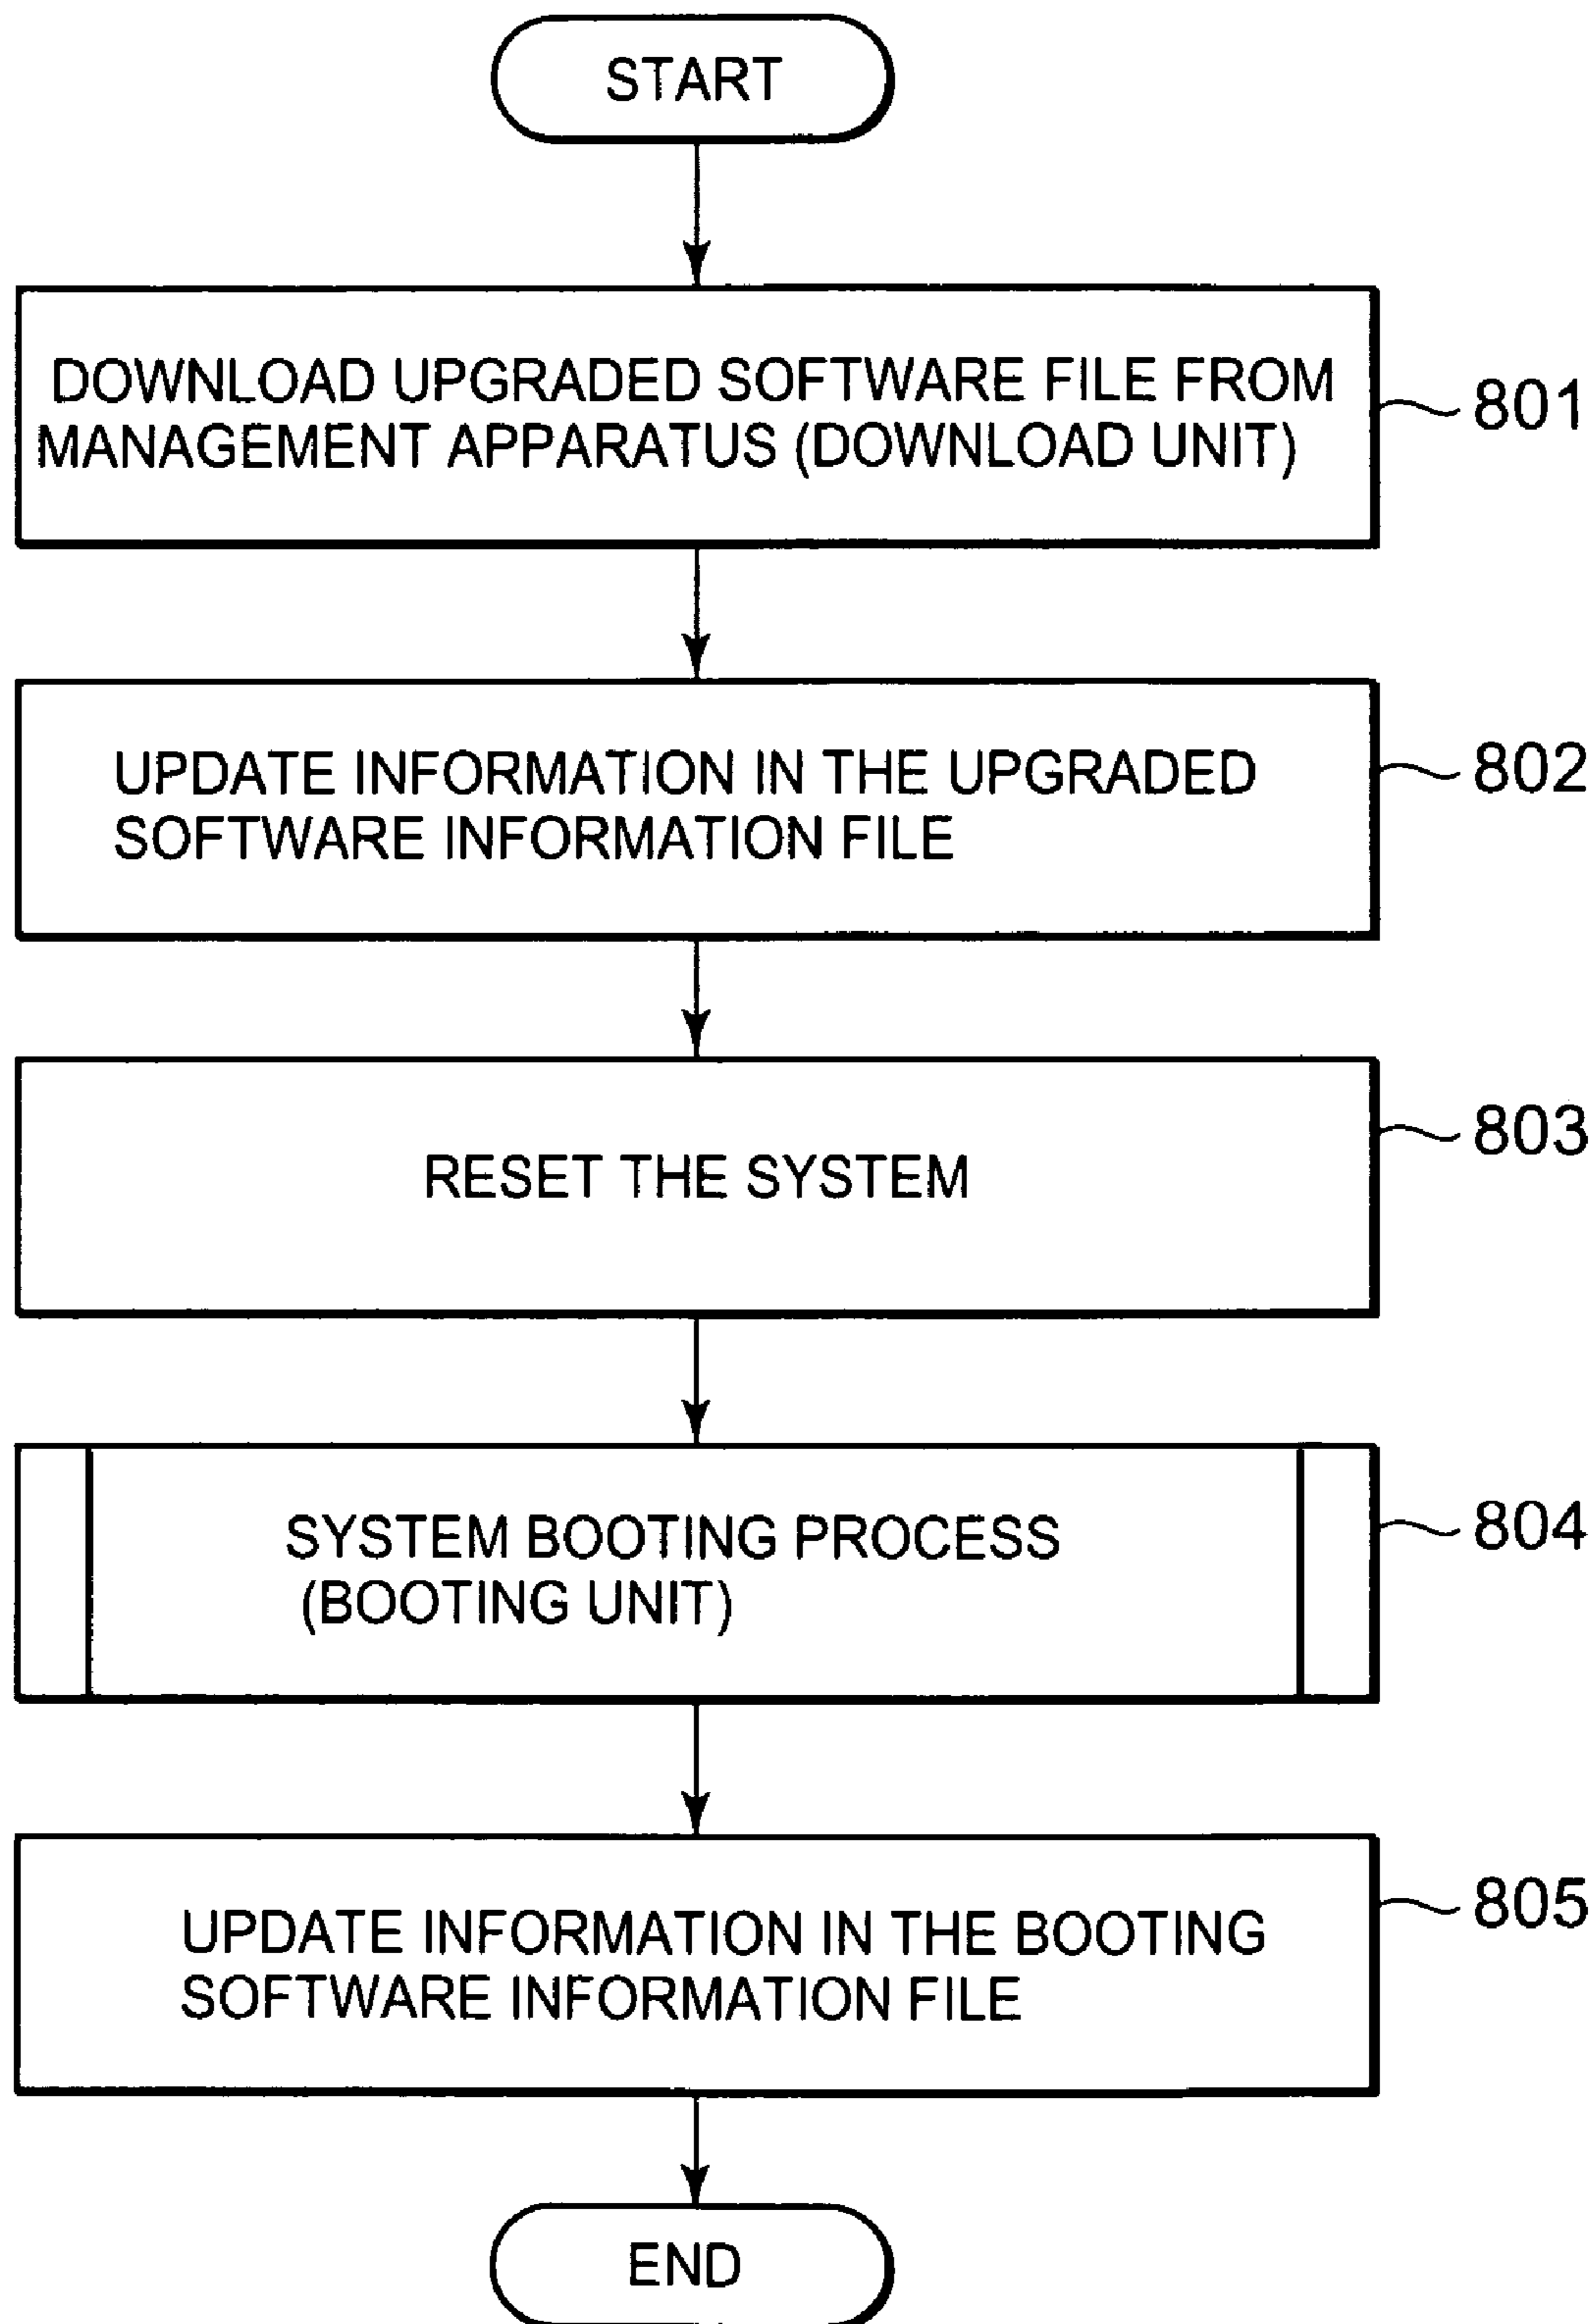 START
DOWNLOAD UPGRADED SOFTWARE FILE FROM
MANAGEMENT APPARATUS (DOWNLOAD UNIT)
801
UPDATE INFORMATION IN THE UPGRADED
SOFTWARE INFORMATION FILE
802
RESET THE SYSTEM
803
SYSTEM BOOTING PROCESS
(BOOTING UNIT)
804
UPDATE INFORMATION IN THE BOOTING
SOFTWARE INFORMATION FILE
805
END